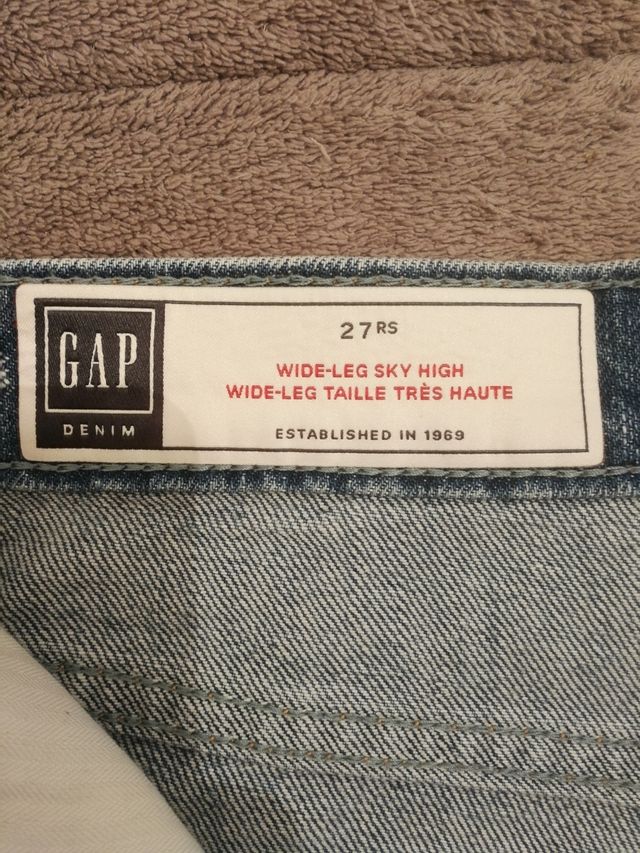 GAP
DENIM
27RS
WIDE-LEG SKY HIGH
WIDE-LEG TAILLE TRÈS HAUTE
ESTABLISHED IN 1969